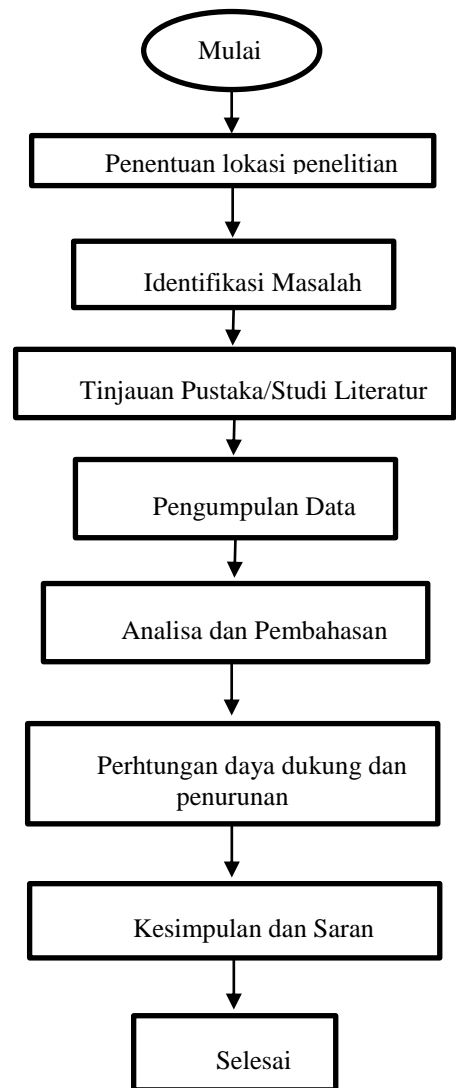 Mulai
Penentuan lokasi penelitian
Identifikasi Masalah
Tinjauan Pustaka/Studi Literatur
Pengumpulan Data
Analisa dan Pembahasan
Perhtungan daya dukung dan
penurunan
Kesimpulan dan Saran
Selesai